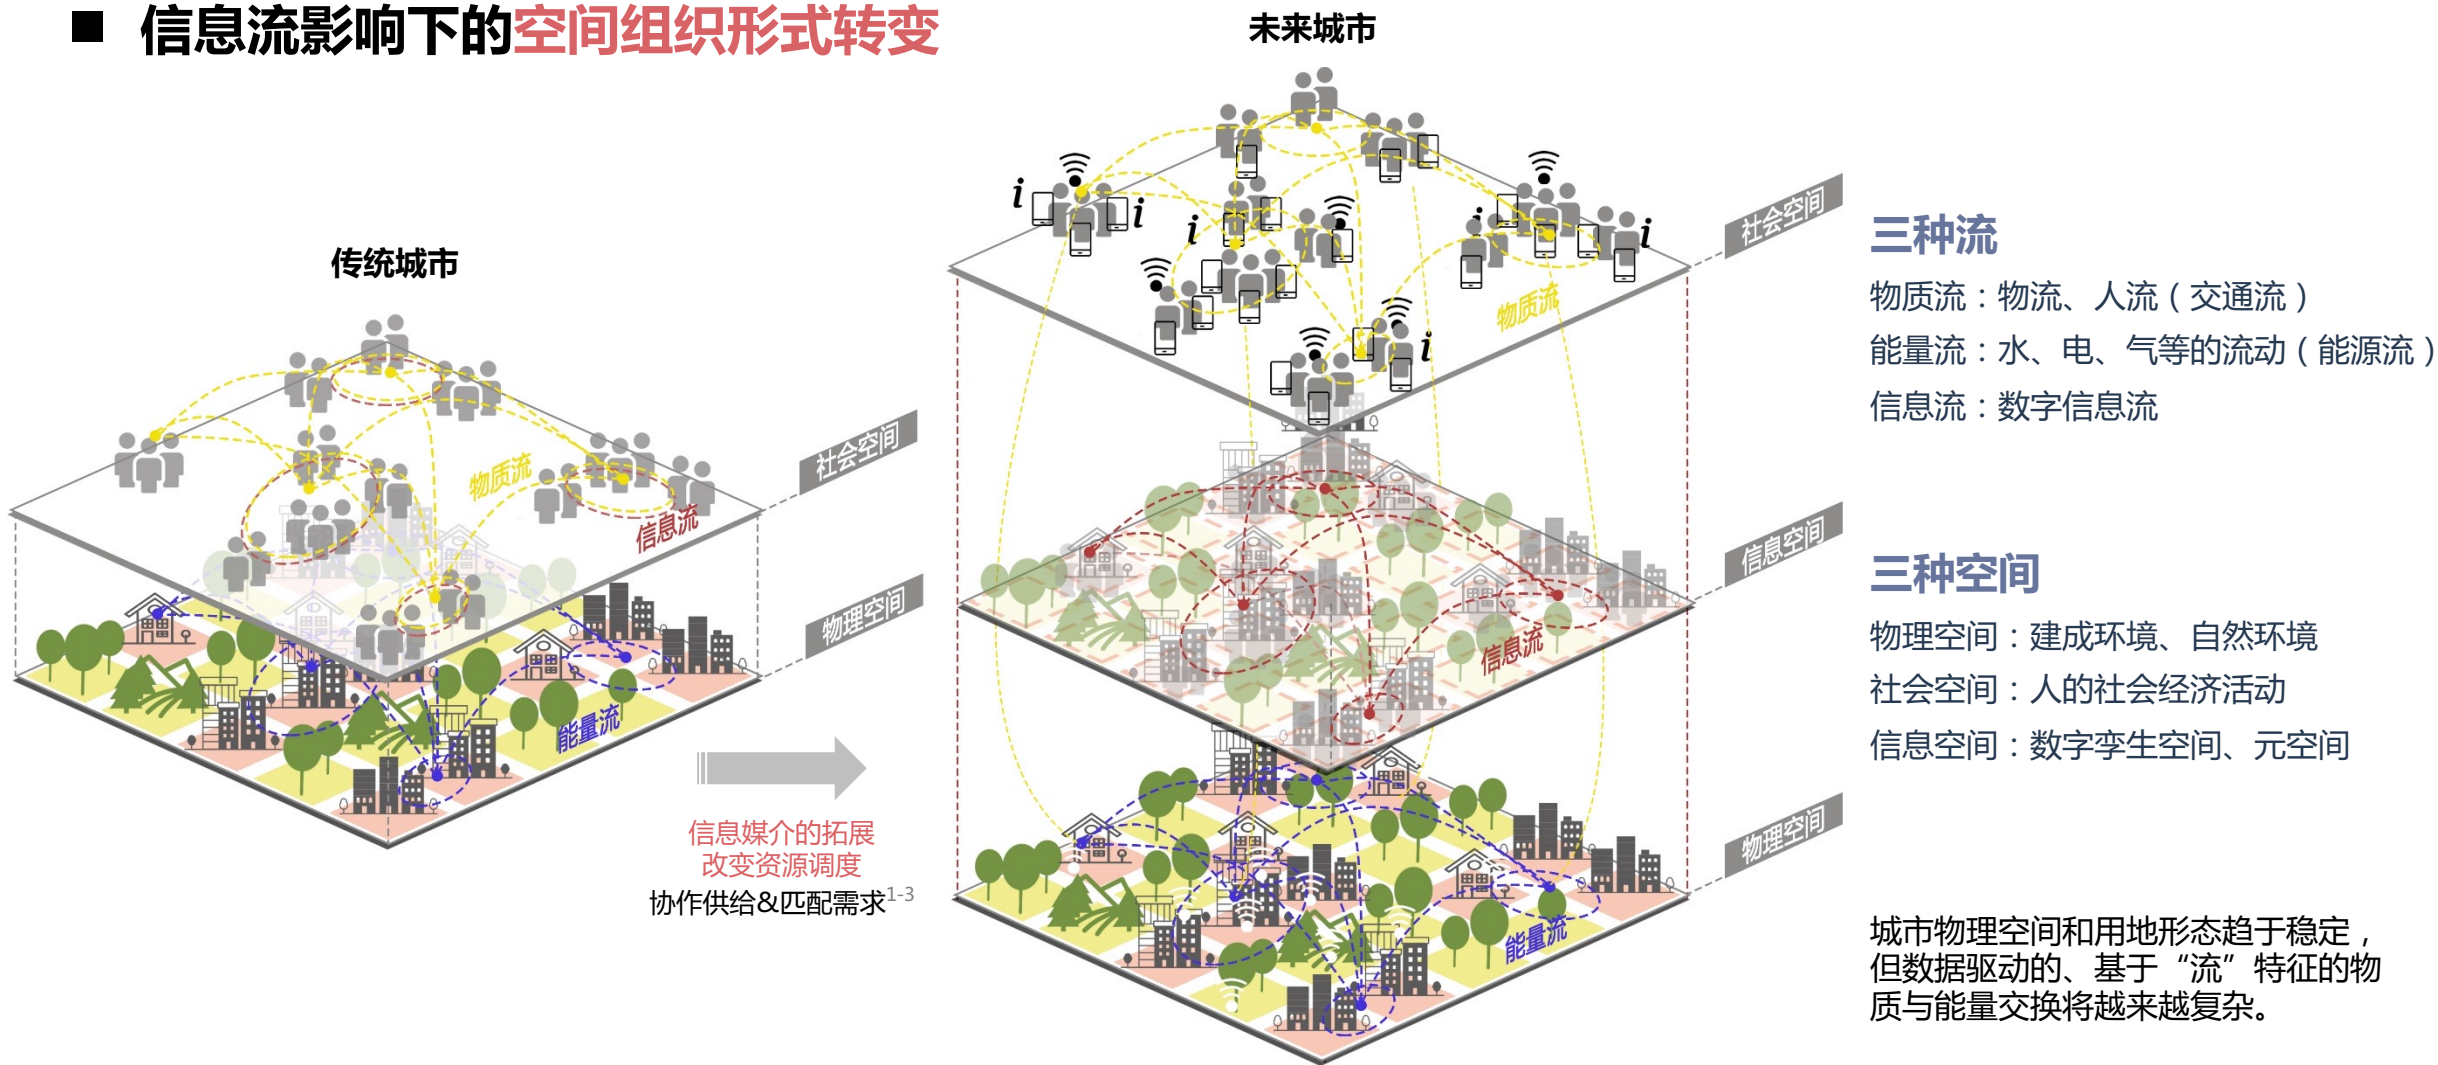 ■ 信息流影响下的空间组织形式转变
传统城市
社会空间
物质流
信息流
物理空间
能量流
信息媒介的拓展
改变资源调度
协作供给&匹配需求1-3
未来城市
i
i
i
i
i
i
社会空间
物质流
信息空间
信息流
物理空间
能量流
三种流
物质流：物流、人流（交通流）
能量流：水、电、气等的流动（能源流）
信息流：数字信息流
三种空间
物理空间：建成环境、自然环境
社会空间：人的社会经济活动
信息空间：数字孪生空间、元空间
城市物理空间和用地形态趋于稳定，
但数据驱动的、基于“流”特征的物
质与能量交换将越来越复杂。